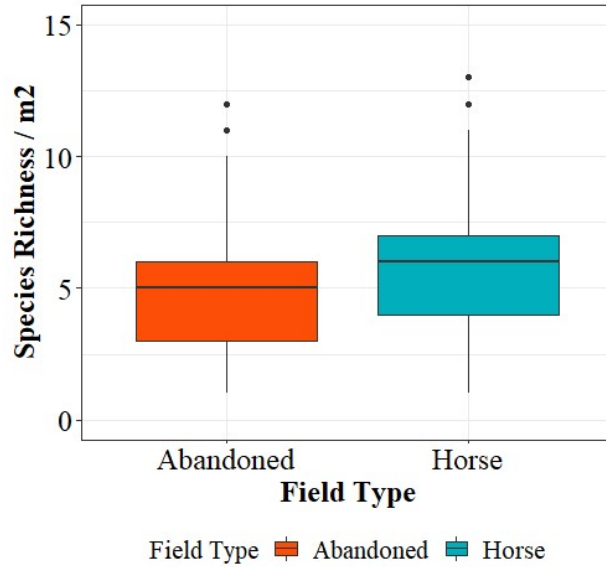 Species Richness / m2
15
10
5
0
Abandoned Horse
Field Type
Field Type Abandoned Horse